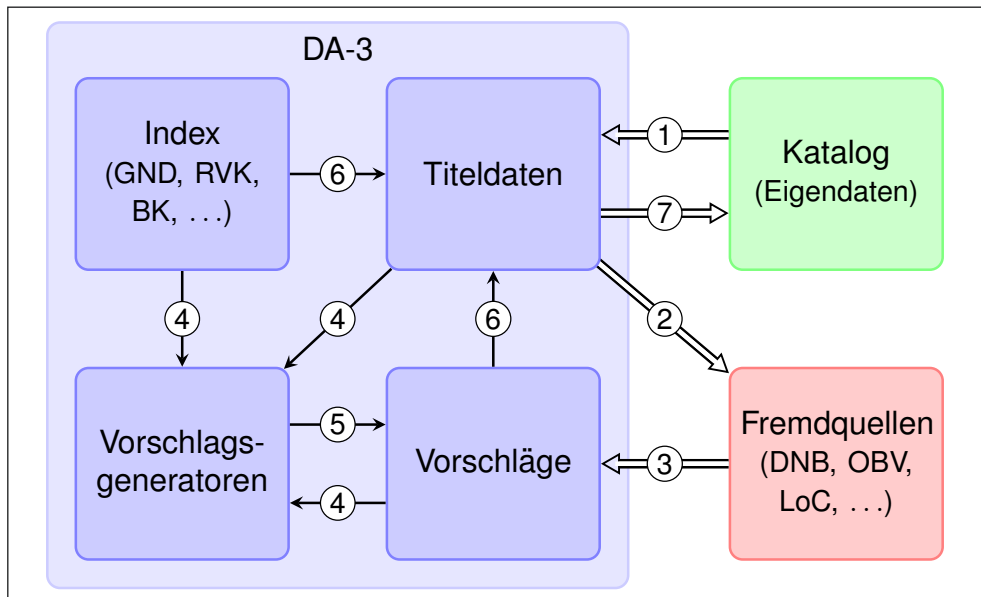 DA-3
Index
(GND, RVK,
BK, ...)
6
Titeldaten
1
7
Katalog
(Eigendaten)
4
4
6
2
Vorschlags-
generatoren
5
4
Vorschläge
3
Fremdquellen
(DNB, OBV,
LoC, ...)